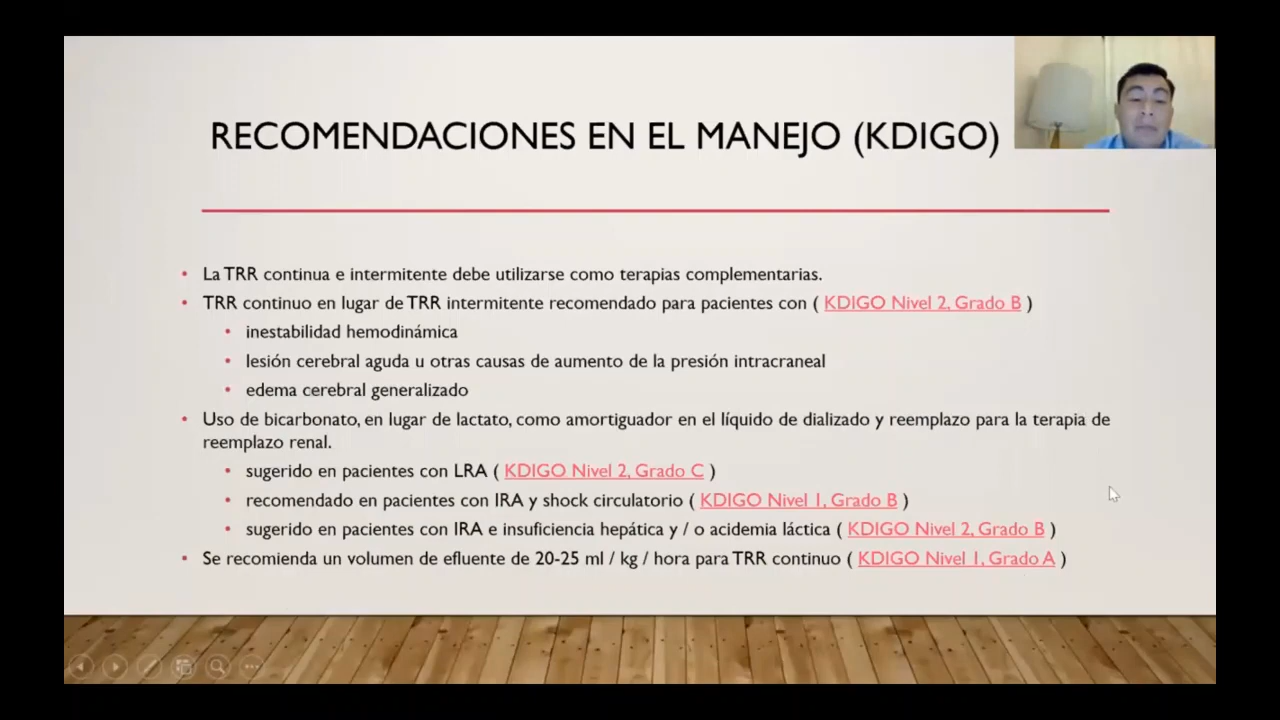 RECOMENDACIONES EN EL MANEJO (KDIGO)
• La TRR continua e intermitente debe utilizarse como terapias complementarias.
• TRR continuo en lugar de TRR intermitente recomendado para pacientes con ( KDIGO Nivel 2, Grado B )
• inestabilidad hemodinámica
• lesión cerebral aguda u otras causas de aumento de la presión intracraneal
• edema cerebral generalizado
• Uso de bicarbonato, en lugar de lactato, como amortiguador en el líquido de dializado y reemplazo para la terapia de
reemplazo renal.
• sugerido en pacientes con LRA ( KDIGO Nivel 2, Grado C )
• recomendado en pacientes con IRA y shock circulatorio ( KDIGO Nivel 1, Grado B )
• sugerido en pacientes con IRA e insuficiencia hepática y / o acidemia láctica ( KDIGO Nivel 2, Grado B )
• Se recomienda un volumen de efluente de 20-25 ml / kg / hora para TRR continuo ( KDIGO Nivel 1, Grado A )